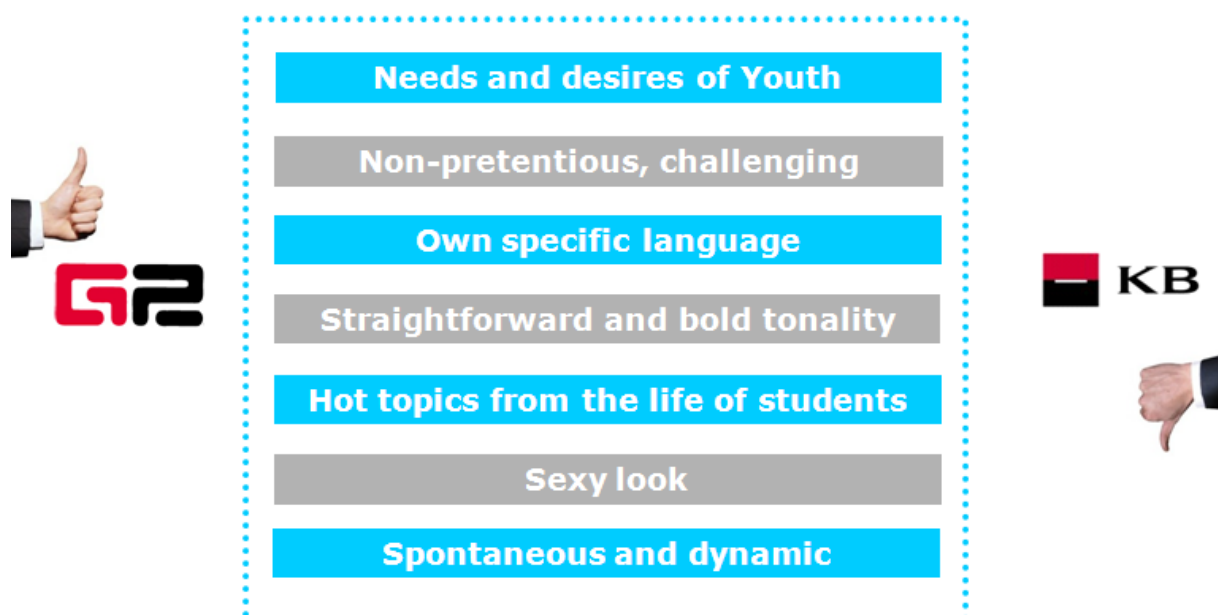 Needs and desires of Youth
Non-pretentious, challenging
Own specific language
G2
Straightforward and bold tonality
KB
Hot topics from the life of students
Sexy look
Spontaneous and dynamic